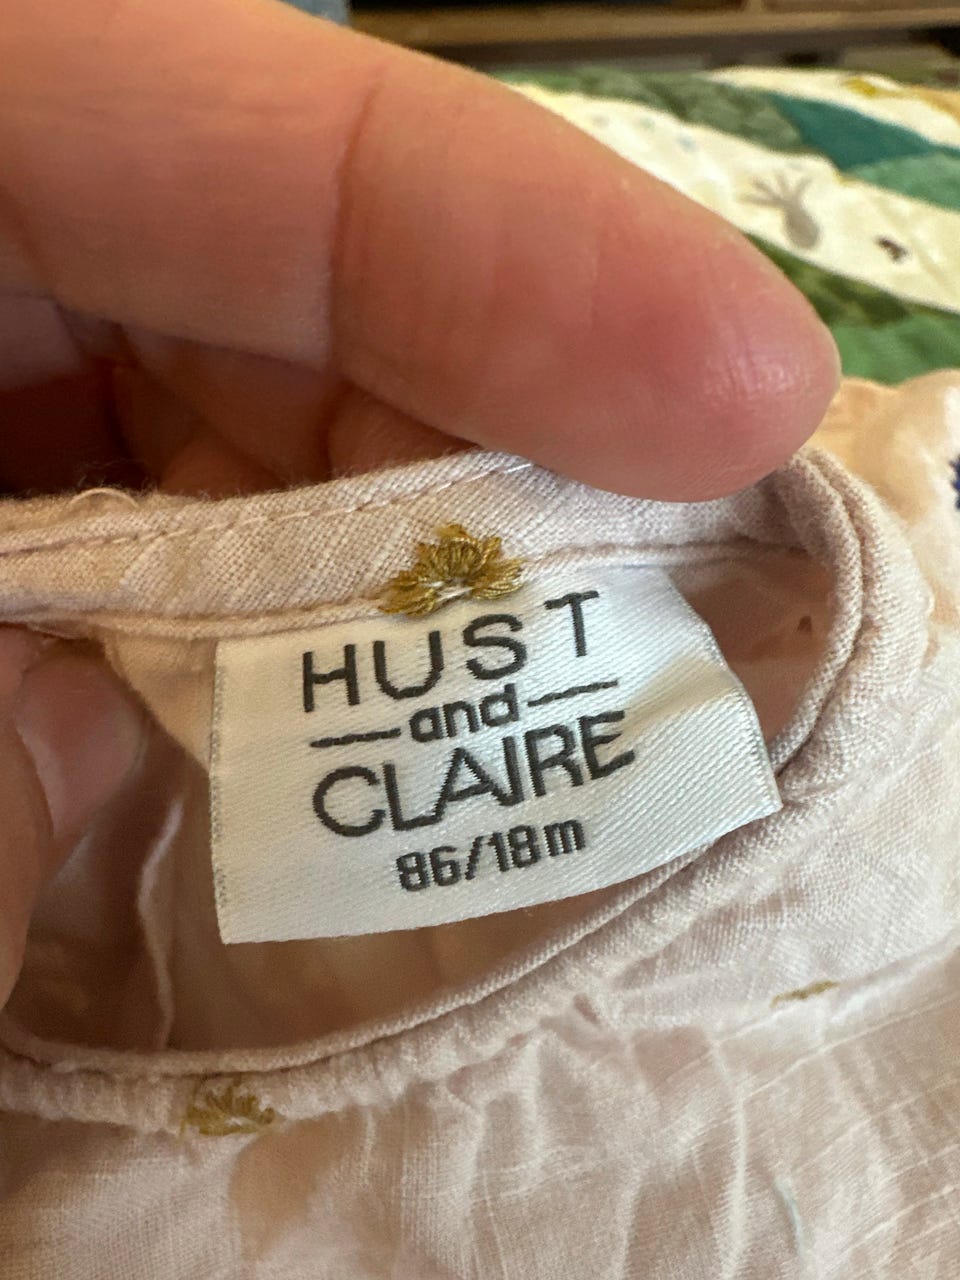 HUST
and
CLAIRE
86/18m